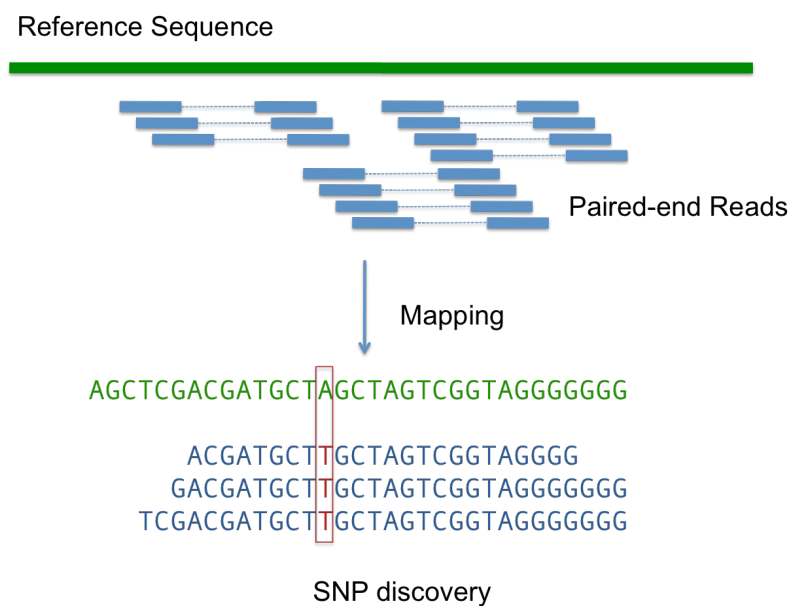 Reference Sequence
Paired-end Reads
Mapping
AGCTCGACGATGCTAGCTAGTCGGTAGGGGGGG
ACGATGCTTGCTAGTCGGTAGGGG
GACGATGCTTGCTAGTCGGTAGGGGGGG
TCGACGATGCTTGCTAGTCGGTAGGGGGGG
SNP discovery